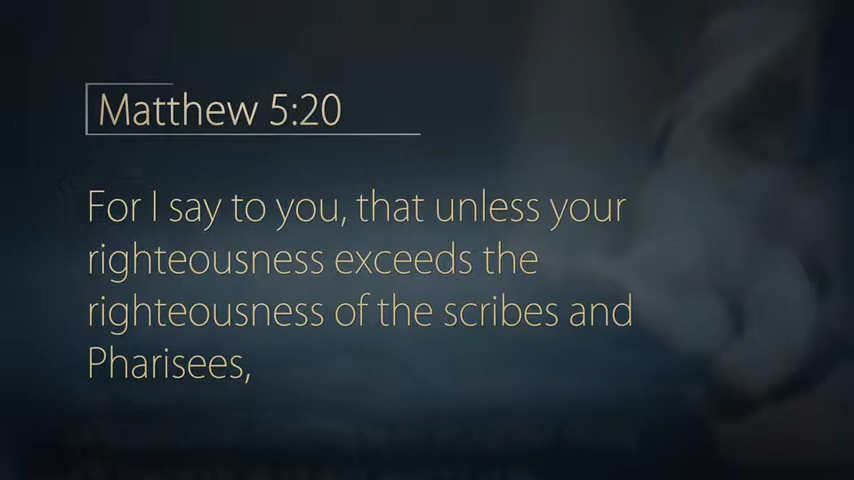 Matthew 5:20
For I say to you, that unless your
righteousness exceeds the
righteousness of the scribes and
Pharisees,